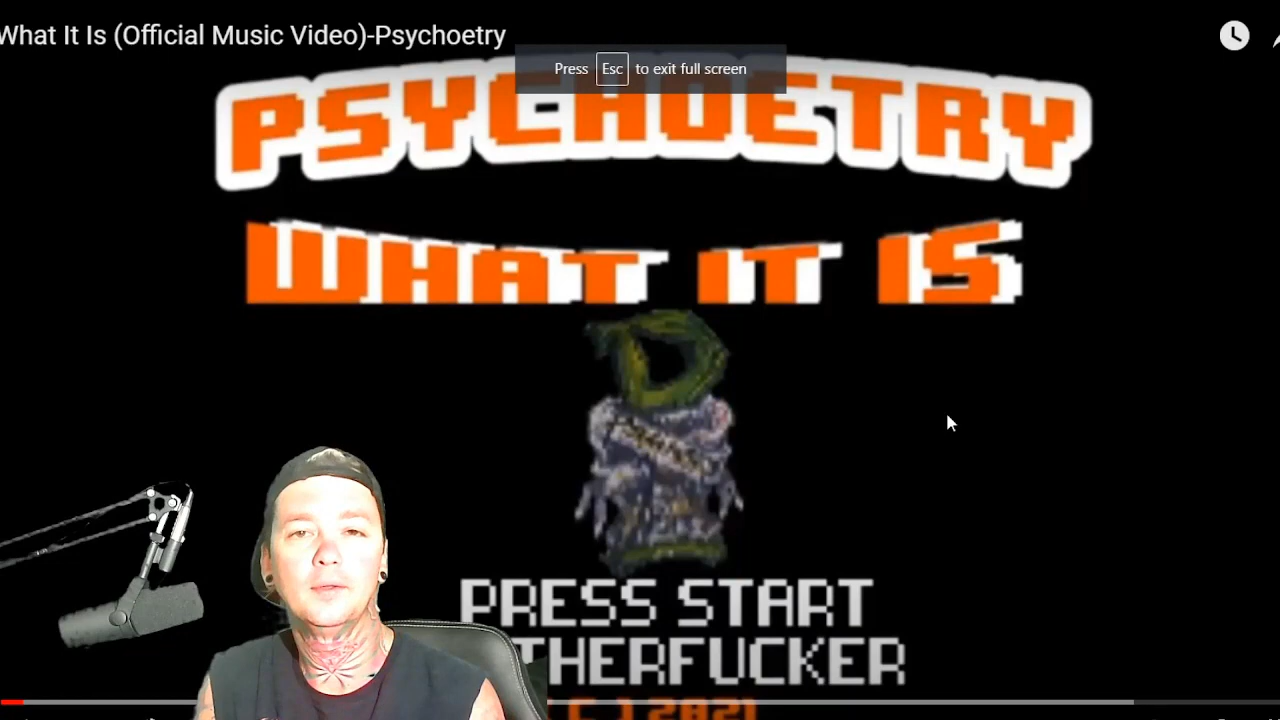 What It Is (Official Music Video)-Psychoetry
Press Esc to exit full screen
PSYCHOETRY
WHAT IT IS
D
PRESS START
THERFUCKER
C ) 2021